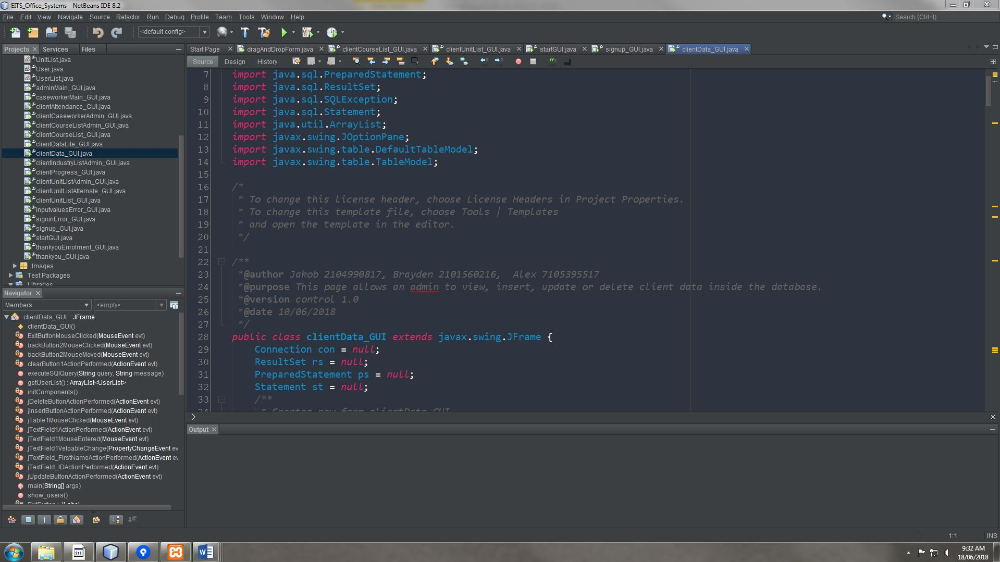 EITS_Office_Systems - NetBeans IDE 8.2
File Edit View Navigate Source Refactor Run Debug Profile Team Tools Window Help
Search (Ctrl+I)
<default config>
Projects Services Files
Start Page dragAndDropForm.java clientCourseList_GUI.java clientUnitList_GUI.java startGUI.java signup_GUI.java clientData_GUI.java
Source Design History
UnitList.java
User.java
UserList.java
adminMain_GUI.java
caseworkerMain_GUI.java
clientAttendance_GUI.java
clientCaseworkerAdmin_GUI.java
clientCourseListAdmin_GUI.java
clientCourseList_GUI.java
clientDataLite_GUI.java
clientData_GUI.java
clientIndustryListAdmin_GUI.java
clientProgress_GUI.java
clientUnitListAdmin_GUI.java
clientUnitListAlternate_GUI.java
clientUnitList_GUI.java
inputvaluesError_GUI.java
signinError_GUI.java
signup_GUI.java
startGUI.java
thankyouEnrolment_GUI.java
thankyou_GUI.java
Images
Test Packages
Libraries
Navigator
Members <empty>
clientData_GUI :: JFrame
clientData_GUI()
ExitButtonMouseClicked(MouseEvent evt)
backButton2MouseClicked(MouseEvent evt)
backButton2MouseMoved(MouseEvent evt)
clearButton1ActionPerformed(ActionEvent evt)
executeSQlQuery(String query, String message)
getUserList() : ArrayList<UserList>
initComponents()
jDeleteButtonActionPerformed(ActionEvent evt)
jInsertButtonActionPerformed(ActionEvent evt)
jTable1MouseClicked(MouseEvent evt)
jTextField1ActionPerformed(ActionEvent evt)
jTextField1MouseEntered(MouseEvent evt)
jTextField1VetoableChange(PropertyChangeEvent ev
jTextField_FirstNameActionPerformed(ActionEvent ev
jTextField_IDActionPerformed(ActionEvent evt)
jUpdateButtonActionPerformed(ActionEvent evt)
main(String[] args)
show_users()
7 import java.sql.PreparedStatement;
8 import java.sql.ResultSet;
9 import java.sql.SQLException;
10 import java.sql.Statement;
11 import java.util.ArrayList;
12 import javax.swing.JOptionPane;
13 import javax.swing.table.DefaultTableModel;
14 import javax.swing.table.TableModel;
15
16 /*
17 * To change this license header, choose License Headers in Project Properties.
18 * To change this template file, choose Tools | Templates
19 * and open the template in the editor.
20 */
21
22 /**
23 *@author Jakob 2104990817, Brayden 2101560216, Alex 7105395517
24 *@purpose This page allows an admin to view, insert, update or delete client data inside the database.
25 *@version control 1.0
26 *@date 10/06/2018
27 */
28 public class clientData_GUI extends javax.swing.JFrame {
29 Connection con = null;
30 ResultSet rs = null;
31 PreparedStatement ps = null;
32 Statement st = null;
33 /**
34 * Creates new form clientData_GUI
Output
1:1 INS
9:32 AM
18/06/2018